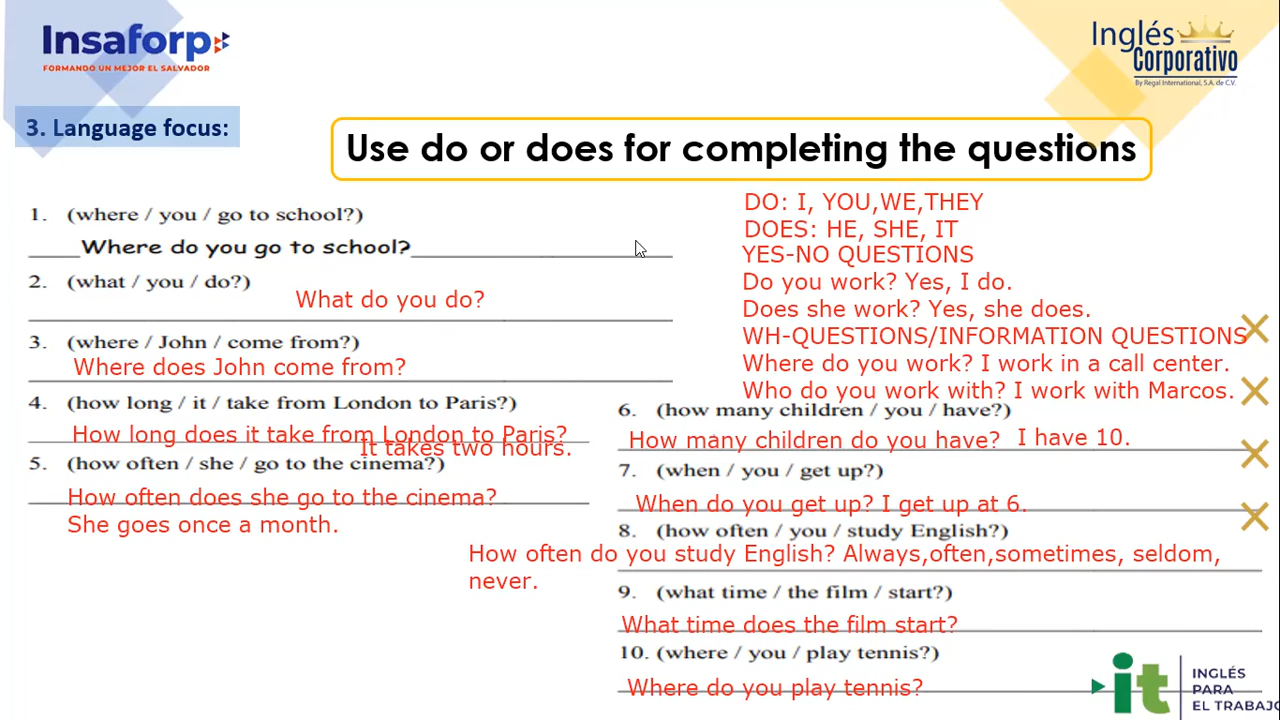 Insaforp
FORMANDO UN MEJOR EL SALVADOR
Inglés
Corporativo
By Regal International, S.A. de C.V.
3. Language focus:
Use do or does for completing the questions
1. (where / you / go to school?)
____Where do you go to school?____
2. (what / you / do?)
What do you do?
3. (where / John / come from?)
Where does John come from?
4. (how long / it / take from London to Paris?)
How long does it take from London to Paris?
It takes two hours.
5. (how often / she / go to the cinema?)
How often does she go to the cinema?
She goes once a month.
DO: I, YOU,WE,THEY
DOES: HE, SHE, IT
YES-NO QUESTIONS
Do you work? Yes, I do.
Does she work? Yes, she does.
WH-QUESTIONS/INFORMATION QUESTIONS
Where do you work? I work in a call center.
Who do you work with? I work with Marcos.
6. (how many children / you / have?)
How many children do you have? I have 10.
7. (when / you / get up?)
When do you get up? I get up at 6.
8. (how often / you / study English?)
How often do you study English? Always,often,sometimes, seldom,
never.
9. (what time / the film / start?)
What time does the film start?
10. (where / you / play tennis?)
Where do you play tennis?
it
INGLÉS
PARA
EL TRABAJO